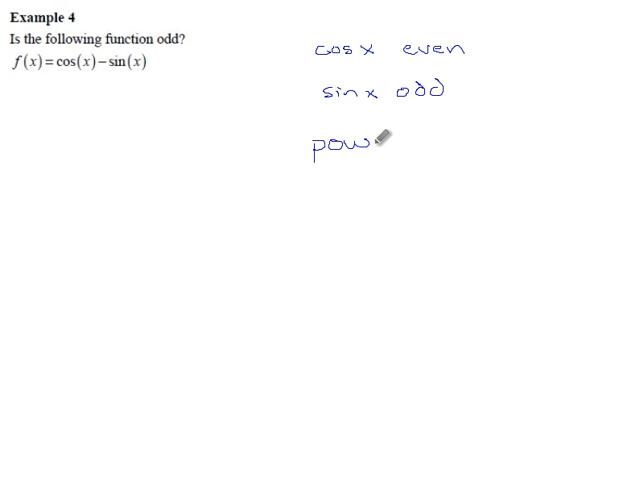 Example 4
Is the following function odd?
f(x)=cos(x)−sin(x)
cos x even
sin x odd
pow